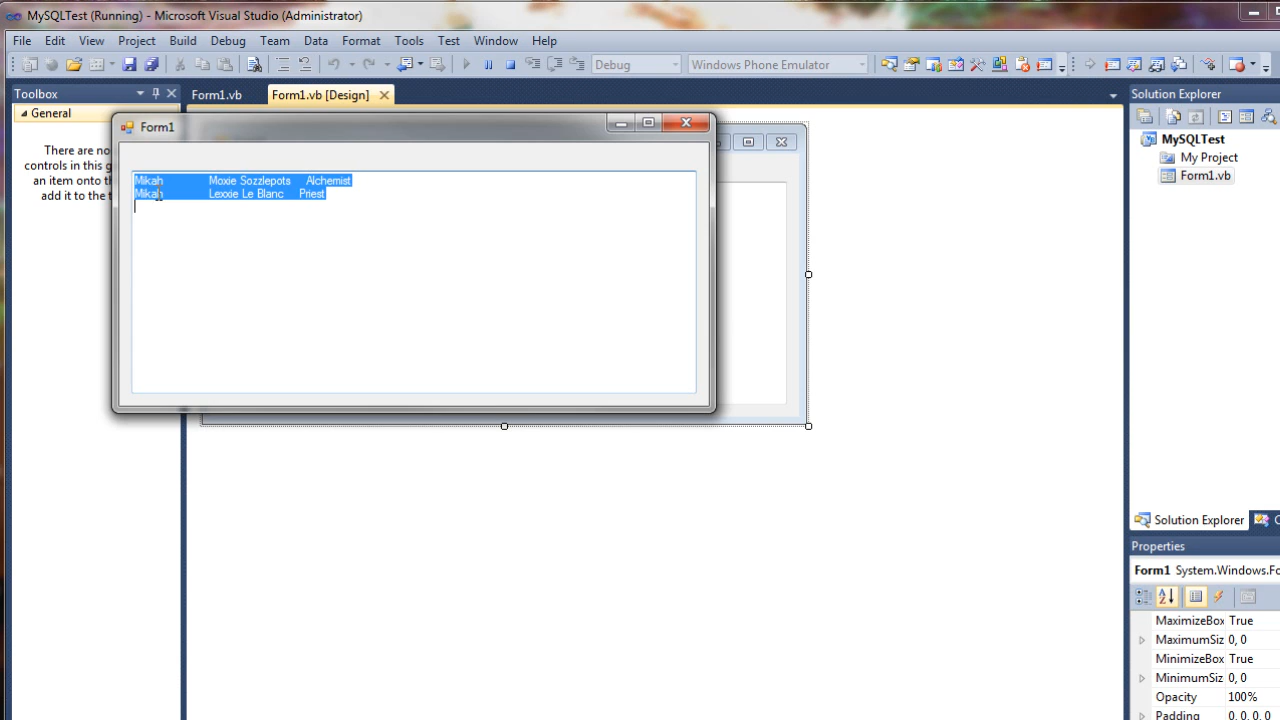 MySQLTest (Running) - Microsoft Visual Studio (Administrator)
File Edit View Project Build Debug Team Data Format Tools Test Window Help
Debug Windows Phone Emulator
Toolbox
General
There are no
controls in this g
an item onto th
add it to the t
Form1.vb Form1.vb [Design]
Form1
Mikah Moxie Sozzlepots Alchemist
Mikah Lexxie Le Blanc Priest
Solution Explorer
MySQLTest
My Project
Form1.vb
Solution Explorer C
Properties
Form1 System.Windows.Fo
MaximizeBox True
MaximumSiz 0, 0
MinimizeBox True
MinimumSiz 0, 0
Opacity 100%
Padding 0, 0, 0, 0